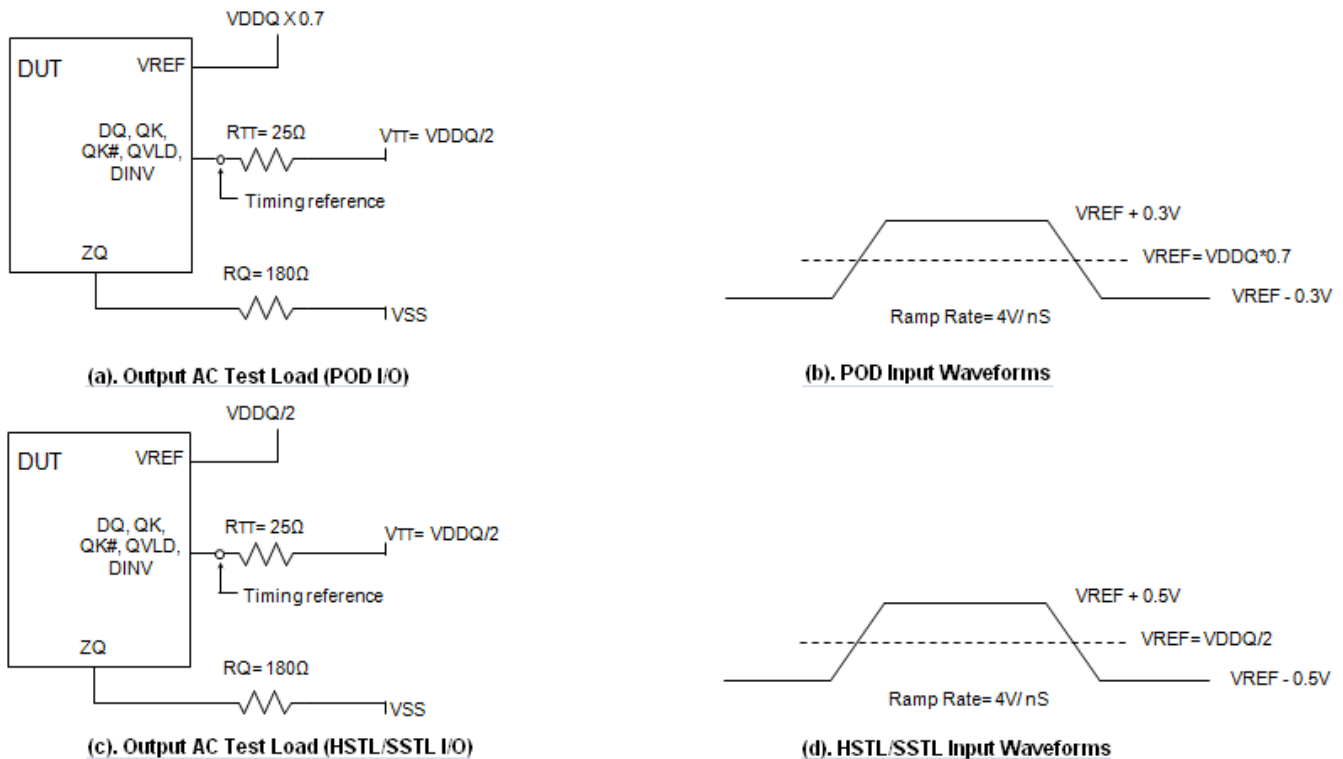 VDDQ X 0.7
DUT
VREF
DQ, QK,
QK#, QVLD,
DINV
RTT= 25Ω
VTT= VDDQ/2
Timing reference
ZQ
RQ= 180Ω
VSS
(a). Output AC Test Load (POD I/O)
VREF + 0.3V
VREF= VDDQ*0.7
VREF - 0.3V
Ramp Rate= 4V/ nS
(b). POD Input Waveforms
VDDQ/2
DUT
VREF
DQ, QK,
QK#, QVLD,
DINV
RTT= 25Ω
VTT= VDDQ/2
Timing reference
ZQ
RQ= 180Ω
VSS
(c). Output AC Test Load (HSTL/SSTL I/O)
VREF + 0.5V
VREF= VDDQ/2
VREF - 0.5V
Ramp Rate= 4V/ nS
(d). HSTL/SSTL Input Waveforms